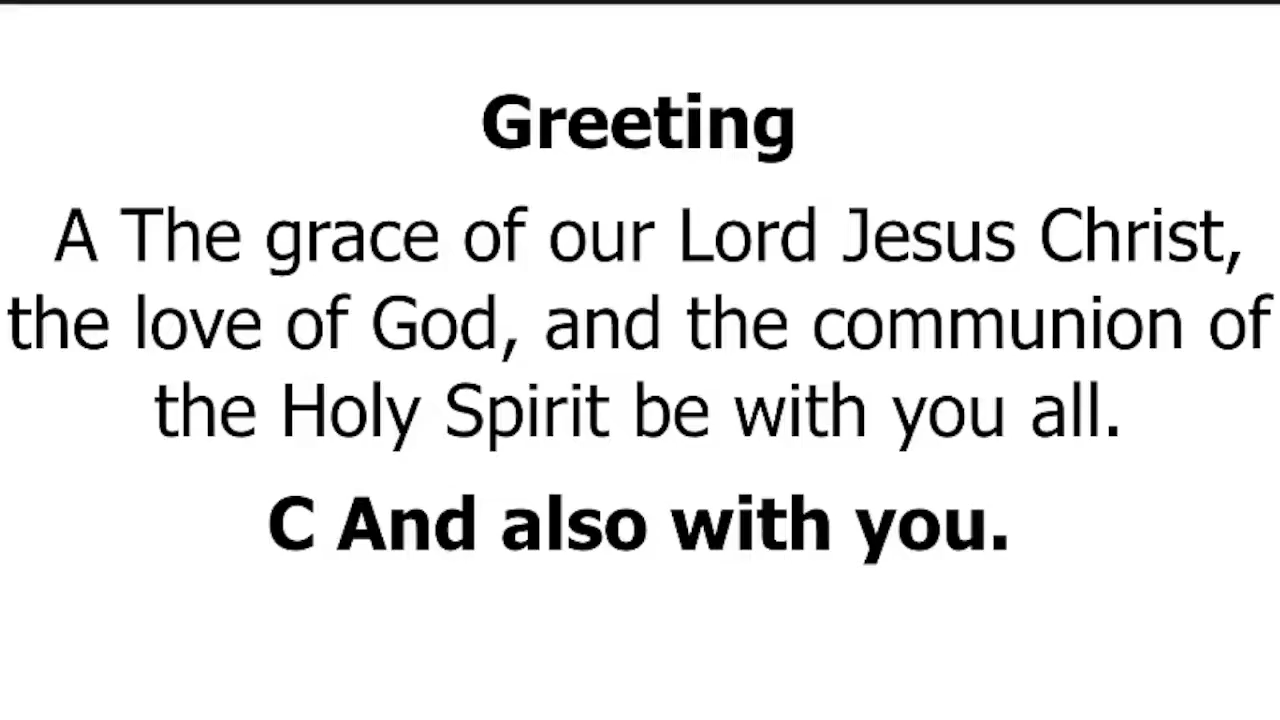 Greeting
A The grace of our Lord Jesus Christ,
the love of God, and the communion of
the Holy Spirit be with you all.
C And also with you.